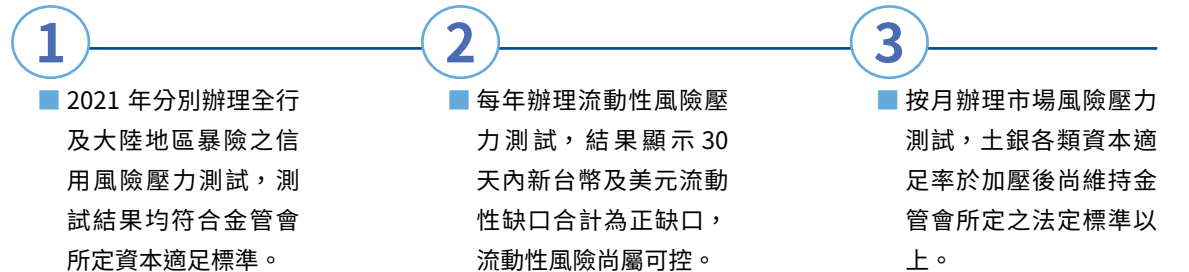 1
■ 2021 年分別辦理全行
及大陸地區暴險之信
用風險壓力測試，測
試結果均符合金管會
所定資本適足標準。
2
■ 每年辦理流動性風險壓
力測試，結果顯示 30
天內新台幣及美元流動
性缺口合計為正缺口，
流動性風險尚屬可控。
3
■ 按月辦理市場風險壓力
測試，土銀各類資本適
足率於加壓後尚維持金
管會所定之法定標準以
上。